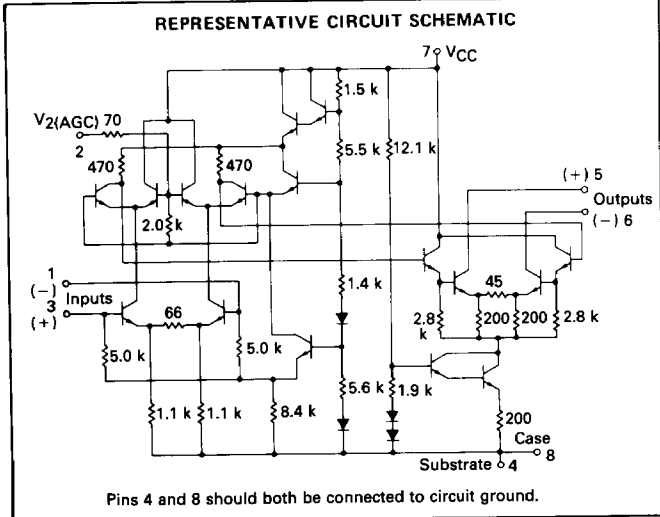 REPRESENTATIVE CIRCUIT SCHEMATIC
7 VCC
1.5 k
V2(AGC) 70
2
5.5 k
12.1 k
470
470
(+) 5
Outputs
(-) 6
2.0 k
1
(-)
Inputs
3
(+)
66
1.4 k
45
2.8 k
200
200
2.8 k
5.0 k
5.0 k
5.6 k
1.9 k
1.1 k
1.1 k
8.4 k
200
Case
8
Substrate 4
Pins 4 and 8 should both be connected to circuit ground.